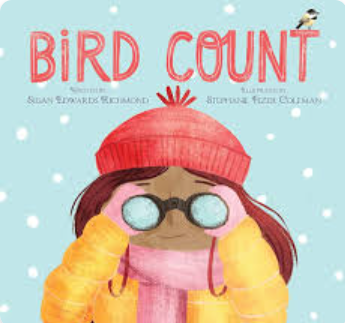 BiRD COUNT
WRITTEN BY ILLUSTRATED BY
SUSAN EDWARDS RICHMOND STEPHANIE FIZER COLEMAN